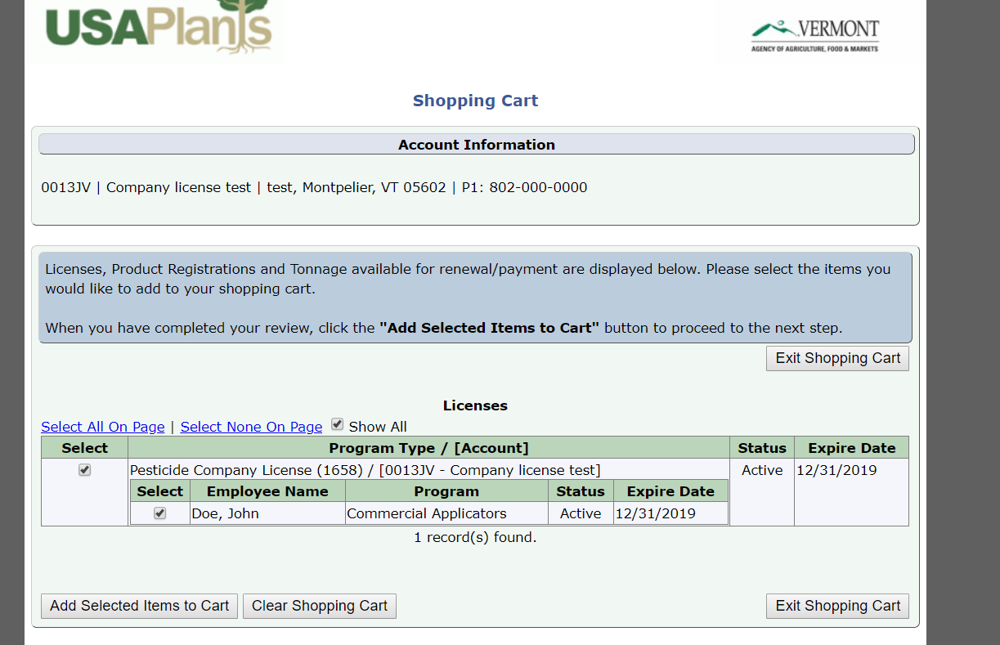 USAPlants
VERMONT
AGENCY OF AGRICULTURE, FOOD & MARKETS
Shopping Cart
Account Information
0013JV | Company license test | test, Montpelier, VT 05602 | P1: 802-000-0000
Licenses, Product Registrations and Tonnage available for renewal/payment are displayed below. Please select the items you
would like to add to your shopping cart.
When you have completed your review, click the "Add Selected Items to Cart" button to proceed to the next step.
Exit Shopping Cart
Licenses
Select All On Page | Select None On Page Show All
Select Program Type / [Account] Status Expire Date
Pesticide Company License (1658) / [0013JV - Company license test] Active 12/31/2019
Select Employee Name Program Status Expire Date
Doe, John Commercial Applicators Active 12/31/2019
1 record(s) found.
Add Selected Items to Cart Clear Shopping Cart Exit Shopping Cart